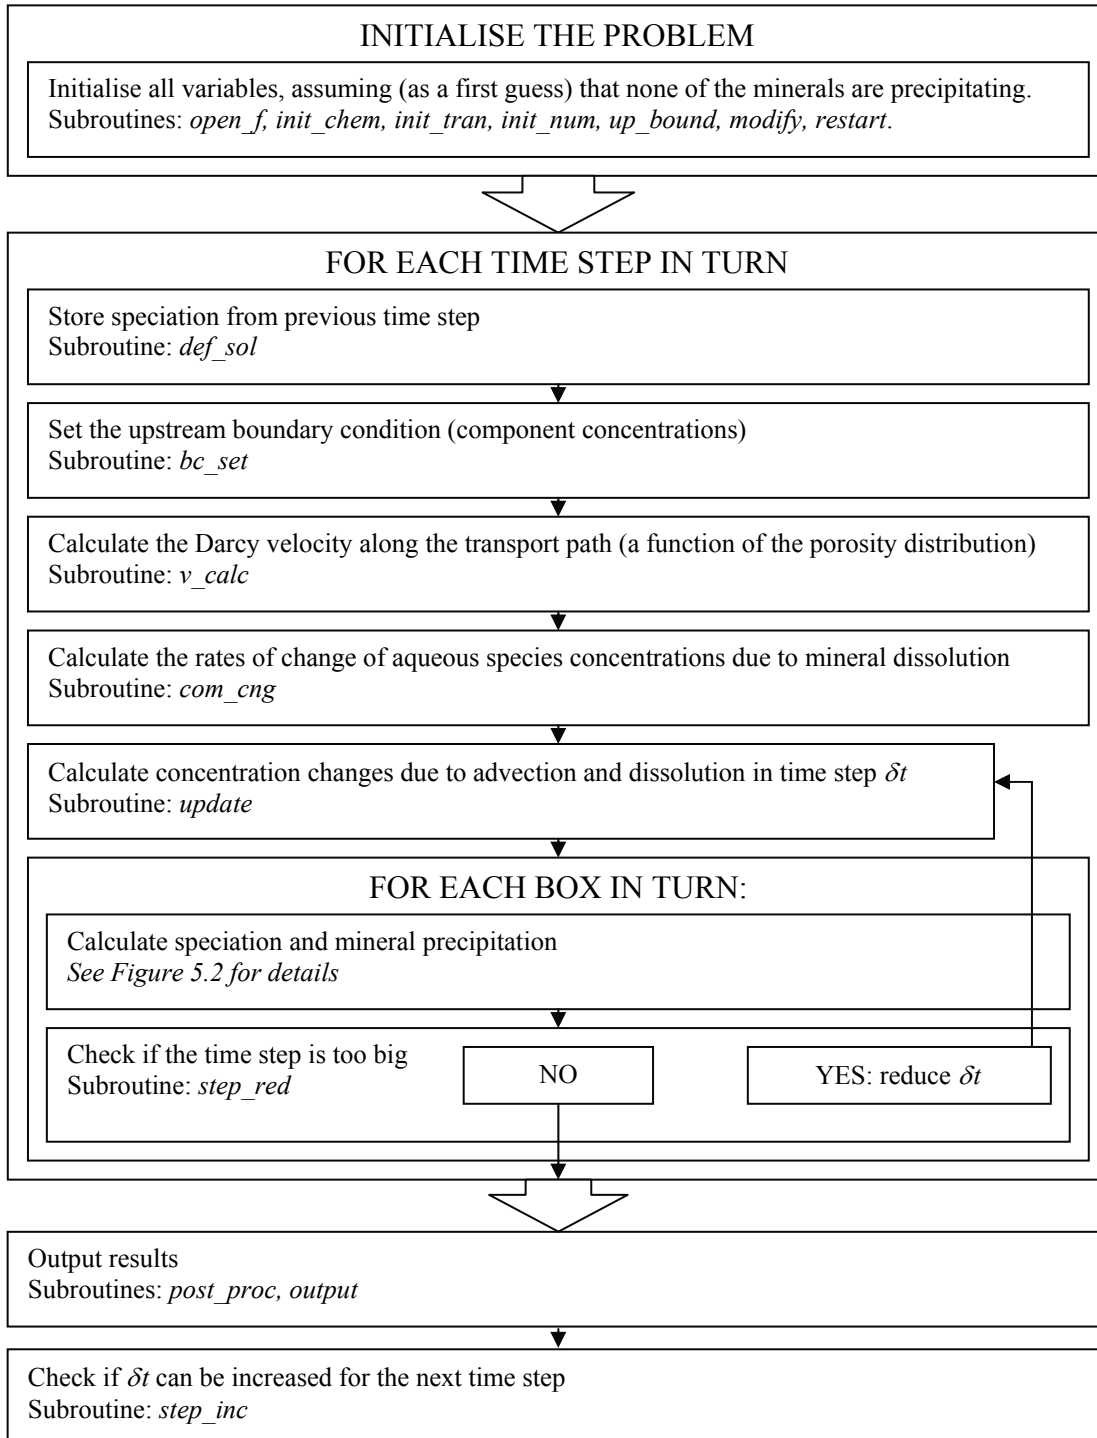 INITIALISE THE PROBLEM
Initialise all variables, assuming (as a first guess) that none of the minerals are precipitating.
Subroutines: open_f, init_chem, init_tran, init_num, up_bound, modify, restart.
FOR EACH TIME STEP IN TURN
Store speciation from previous time step
Subroutine: def_sol
Set the upstream boundary condition (component concentrations)
Subroutine: bc_set
Calculate the Darcy velocity along the transport path (a function of the porosity distribution)
Subroutine: v_calc
Calculate the rates of change of aqueous species concentrations due to mineral dissolution
Subroutine: com_cng
Calculate concentration changes due to advection and dissolution in time step δt
Subroutine: update
FOR EACH BOX IN TURN:
Calculate speciation and mineral precipitation
See Figure 5.2 for details
Check if the time step is too big
Subroutine: step_red
NO
YES: reduce δt
Output results
Subroutines: post_proc, output
Check if δt can be increased for the next time step
Subroutine: step_inc